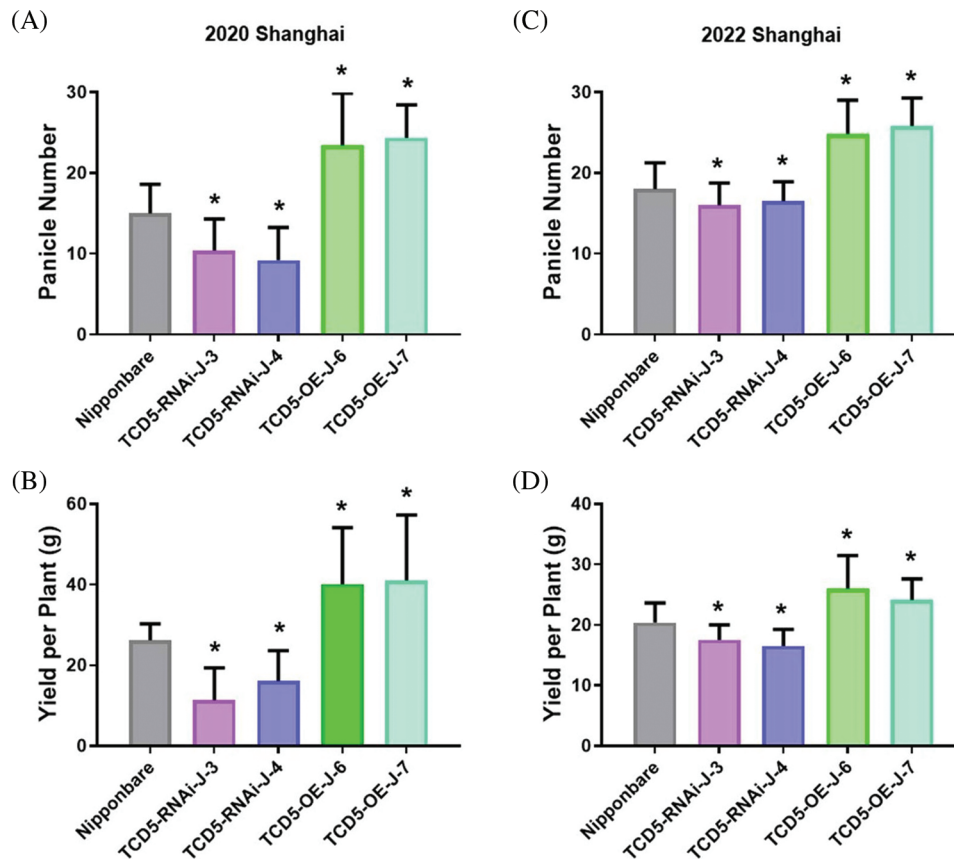 (A)
2020 Shanghai
Panicle Number
30
20
10
0
* * * *
Nipponbare
TCD5-RNAi-J-3
TCD5-RNAi-J-4
TCD5-OE-J-6
TCD5-OE-J-7
(C)
2022 Shanghai
Panicle Number
30
20
10
0
* * * *
Nipponbare
TCD5-RNAi-J-3
TCD5-RNAi-J-4
TCD5-OE-J-6
TCD5-OE-J-7
(B)
Yield per Plant (g)
60
40
20
0
* * * *
Nipponbare
TCD5-RNAi-J-3
TCD5-RNAi-J-4
TCD5-OE-J-6
TCD5-OE-J-7
(D)
Yield per Plant (g)
40
30
20
10
0
* * * *
Nipponbare
TCD5-RNAi-J-3
TCD5-RNAi-J-4
TCD5-OE-J-6
TCD5-OE-J-7